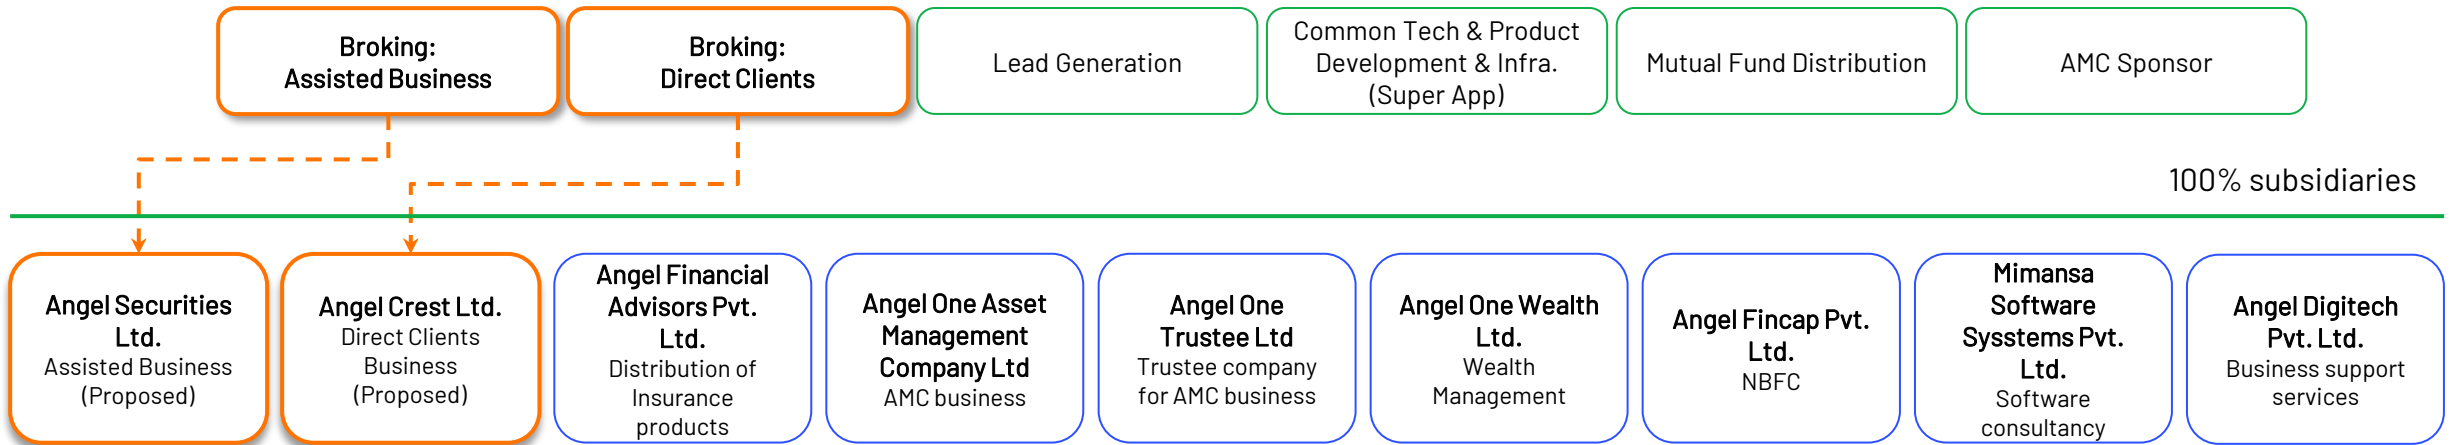 Broking:
Assisted Business
Broking:
Direct Clients
Lead Generation
Common Tech & Product
Development & Infra.
(Super App)
Mutual Fund Distribution
AMC Sponsor
100% subsidiaries
Angel Securities
Ltd.
Assisted Business
(Proposed)
Angel Crest Ltd.
Direct Clients
Business
(Proposed)
Angel Financial
Advisors Pvt.
Ltd.
Distribution of
Insurance
products
Angel One Asset
Management
Company Ltd
AMC business
Angel One
Trustee Ltd
Trustee company
for AMC business
Angel One Wealth
Ltd.
Wealth
Management
Angel Fincap Pvt.
Ltd.
NBFC
Mimansa
Software
Sysstems Pvt.
Ltd.
Software
consultancy
Angel Digitech
Pvt. Ltd.
Business support
services